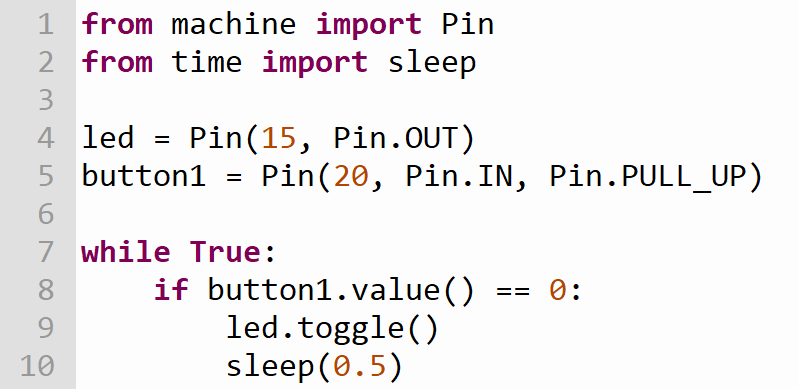 1 from machine import Pin
2 from time import sleep
3
4 led = Pin(15, Pin.OUT)
5 button1 = Pin(20, Pin.IN, Pin.PULL_UP)
6
7 while True:
8     if button1.value() == 0:
9         led.toggle()
10         sleep(0.5)